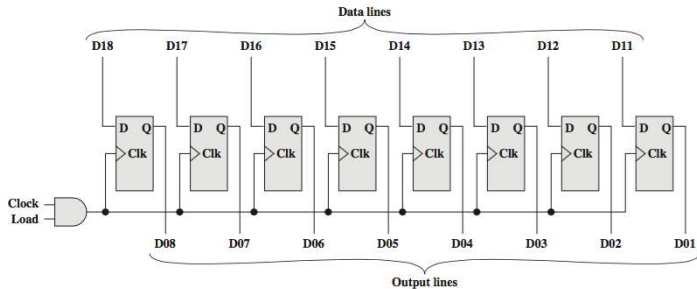 Data lines
D18 D17 D16 D15 D14 D13 D12 D11
D Q D Q D Q D Q D Q D Q D Q D Q
Clk Clk Clk Clk Clk Clk Clk Clk
Clock
Load
D08 D07 D06 D05 D04 D03 D02 D01
Output lines